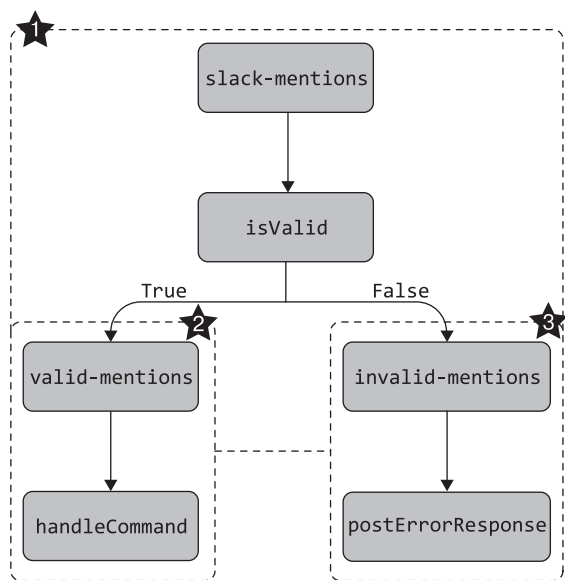 1
slack-mentions
isValid
True
False
2
3
valid-mentions
invalid-mentions
handleCommand
postErrorResponse